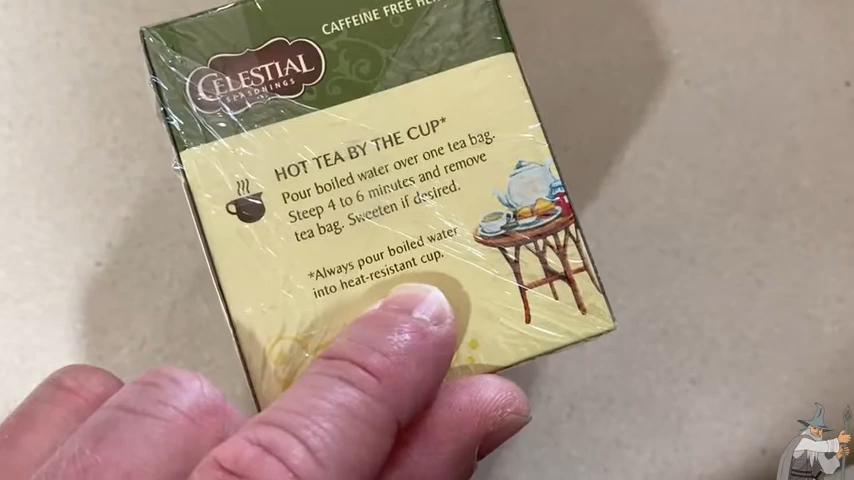 CAFFEINE FREE
CELESTIAL
SEASONINGS
HOT TEA BY THE CUP*
Pour boiled water over one tea bag.
Steep 4 to 6 minutes and remove
tea bag. Sweeten if desired.
*Always pour boiled water
into heat-resistant cup.